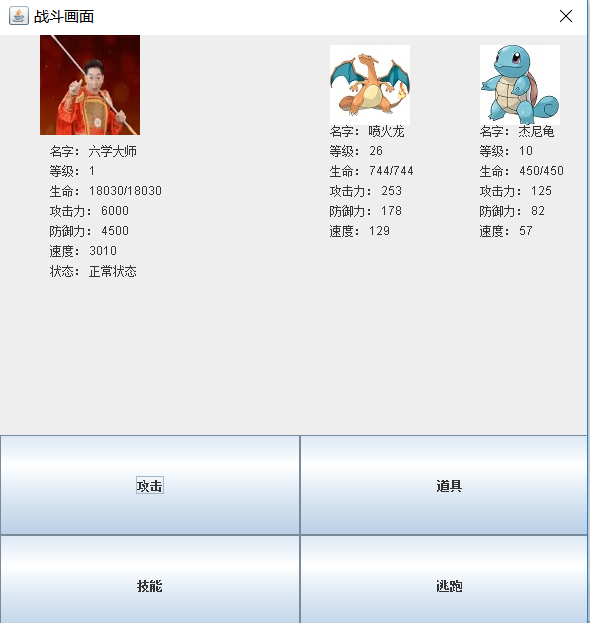 战斗画面
名字： 六学大师
等级： 1
生命： 18030/18030
攻击力： 6000
防御力： 4500
速度： 3010
状态： 正常状态
名字： 喷火龙
等级： 26
生命： 744/744
攻击力： 253
防御力： 178
速度： 129
名字： 杰尼龟
等级： 10
生命： 450/450
攻击力： 125
防御力： 82
速度： 57
攻击
道具
技能
逃跑